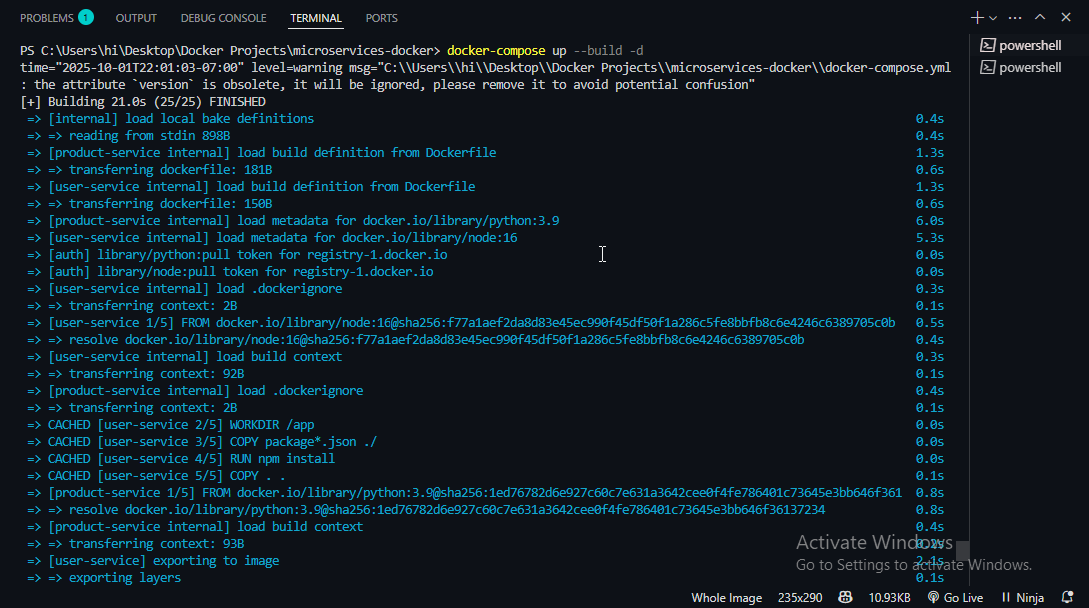 PROBLEMS 1 OUTPUT DEBUG CONSOLE TERMINAL PORTS
PS C:\Users\hi\Desktop\Docker Projects\microservices-docker> docker-compose up --build -d
time="2025-10-01T22:01:03-07:00" level=warning msg="C:\\Users\\hi\\Desktop\\Docker Projects\\microservices-docker\\docker-compose.yml
: the attribute `version` is obsolete, it will be ignored, please remove it to avoid potential confusion"
[+] Building 21.0s (25/25) FINISHED
=> [internal] load local bake definitions 0.4s
=> => reading from stdin 898B 0.4s
=> [product-service internal] load build definition from Dockerfile 1.3s
=> => transferring dockerfile: 181B 0.6s
=> [user-service internal] load build definition from Dockerfile 1.3s
=> => transferring dockerfile: 150B 0.6s
=> [product-service internal] load metadata for docker.io/library/python:3.9 6.0s
=> [user-service internal] load metadata for docker.io/library/node:16 5.3s
=> [auth] library/python:pull token for registry-1.docker.io 0.0s
=> [auth] library/node:pull token for registry-1.docker.io 0.0s
=> [user-service internal] load .dockerignore 0.3s
=> => transferring context: 2B 0.1s
=> [user-service 1/5] FROM docker.io/library/node:16@sha256:f77a1aef2da8d83e45ec990f45df50f1a286c5fe8bbfb8c6e4246c6389705c0b 0.5s
=> => resolve docker.io/library/node:16@sha256:f77a1aef2da8d83e45ec990f45df50f1a286c5fe8bbfb8c6e4246c6389705c0b 0.4s
=> [user-service internal] load build context 0.3s
=> => transferring context: 92B 0.1s
=> [product-service internal] load .dockerignore 0.4s
=> => transferring context: 2B 0.1s
=> CACHED [user-service 2/5] WORKDIR /app 0.0s
=> CACHED [user-service 3/5] COPY package*.json ./ 0.0s
=> CACHED [user-service 4/5] RUN npm install 0.0s
=> CACHED [user-service 5/5] COPY . . 0.1s
=> [product-service 1/5] FROM docker.io/library/python:3.9@sha256:1ed76782d6e927c60c7e631a3642cee0f4fe786401c73645e3bb646f361 0.8s
=> => resolve docker.io/library/python:3.9@sha256:1ed76782d6e927c60c7e631a3642cee0f4fe786401c73645e3bb646f36137234 0.8s
=> [product-service internal] load build context 0.4s
=> => transferring context: 93B 0.2s
=> [user-service] exporting to image 2.1s
=> => exporting layers 0.1s
powershell
powershell
Activate Windows
Go to Settings to activate Windows.
Whole Image 235x290 10.93KB Go Live Ninja